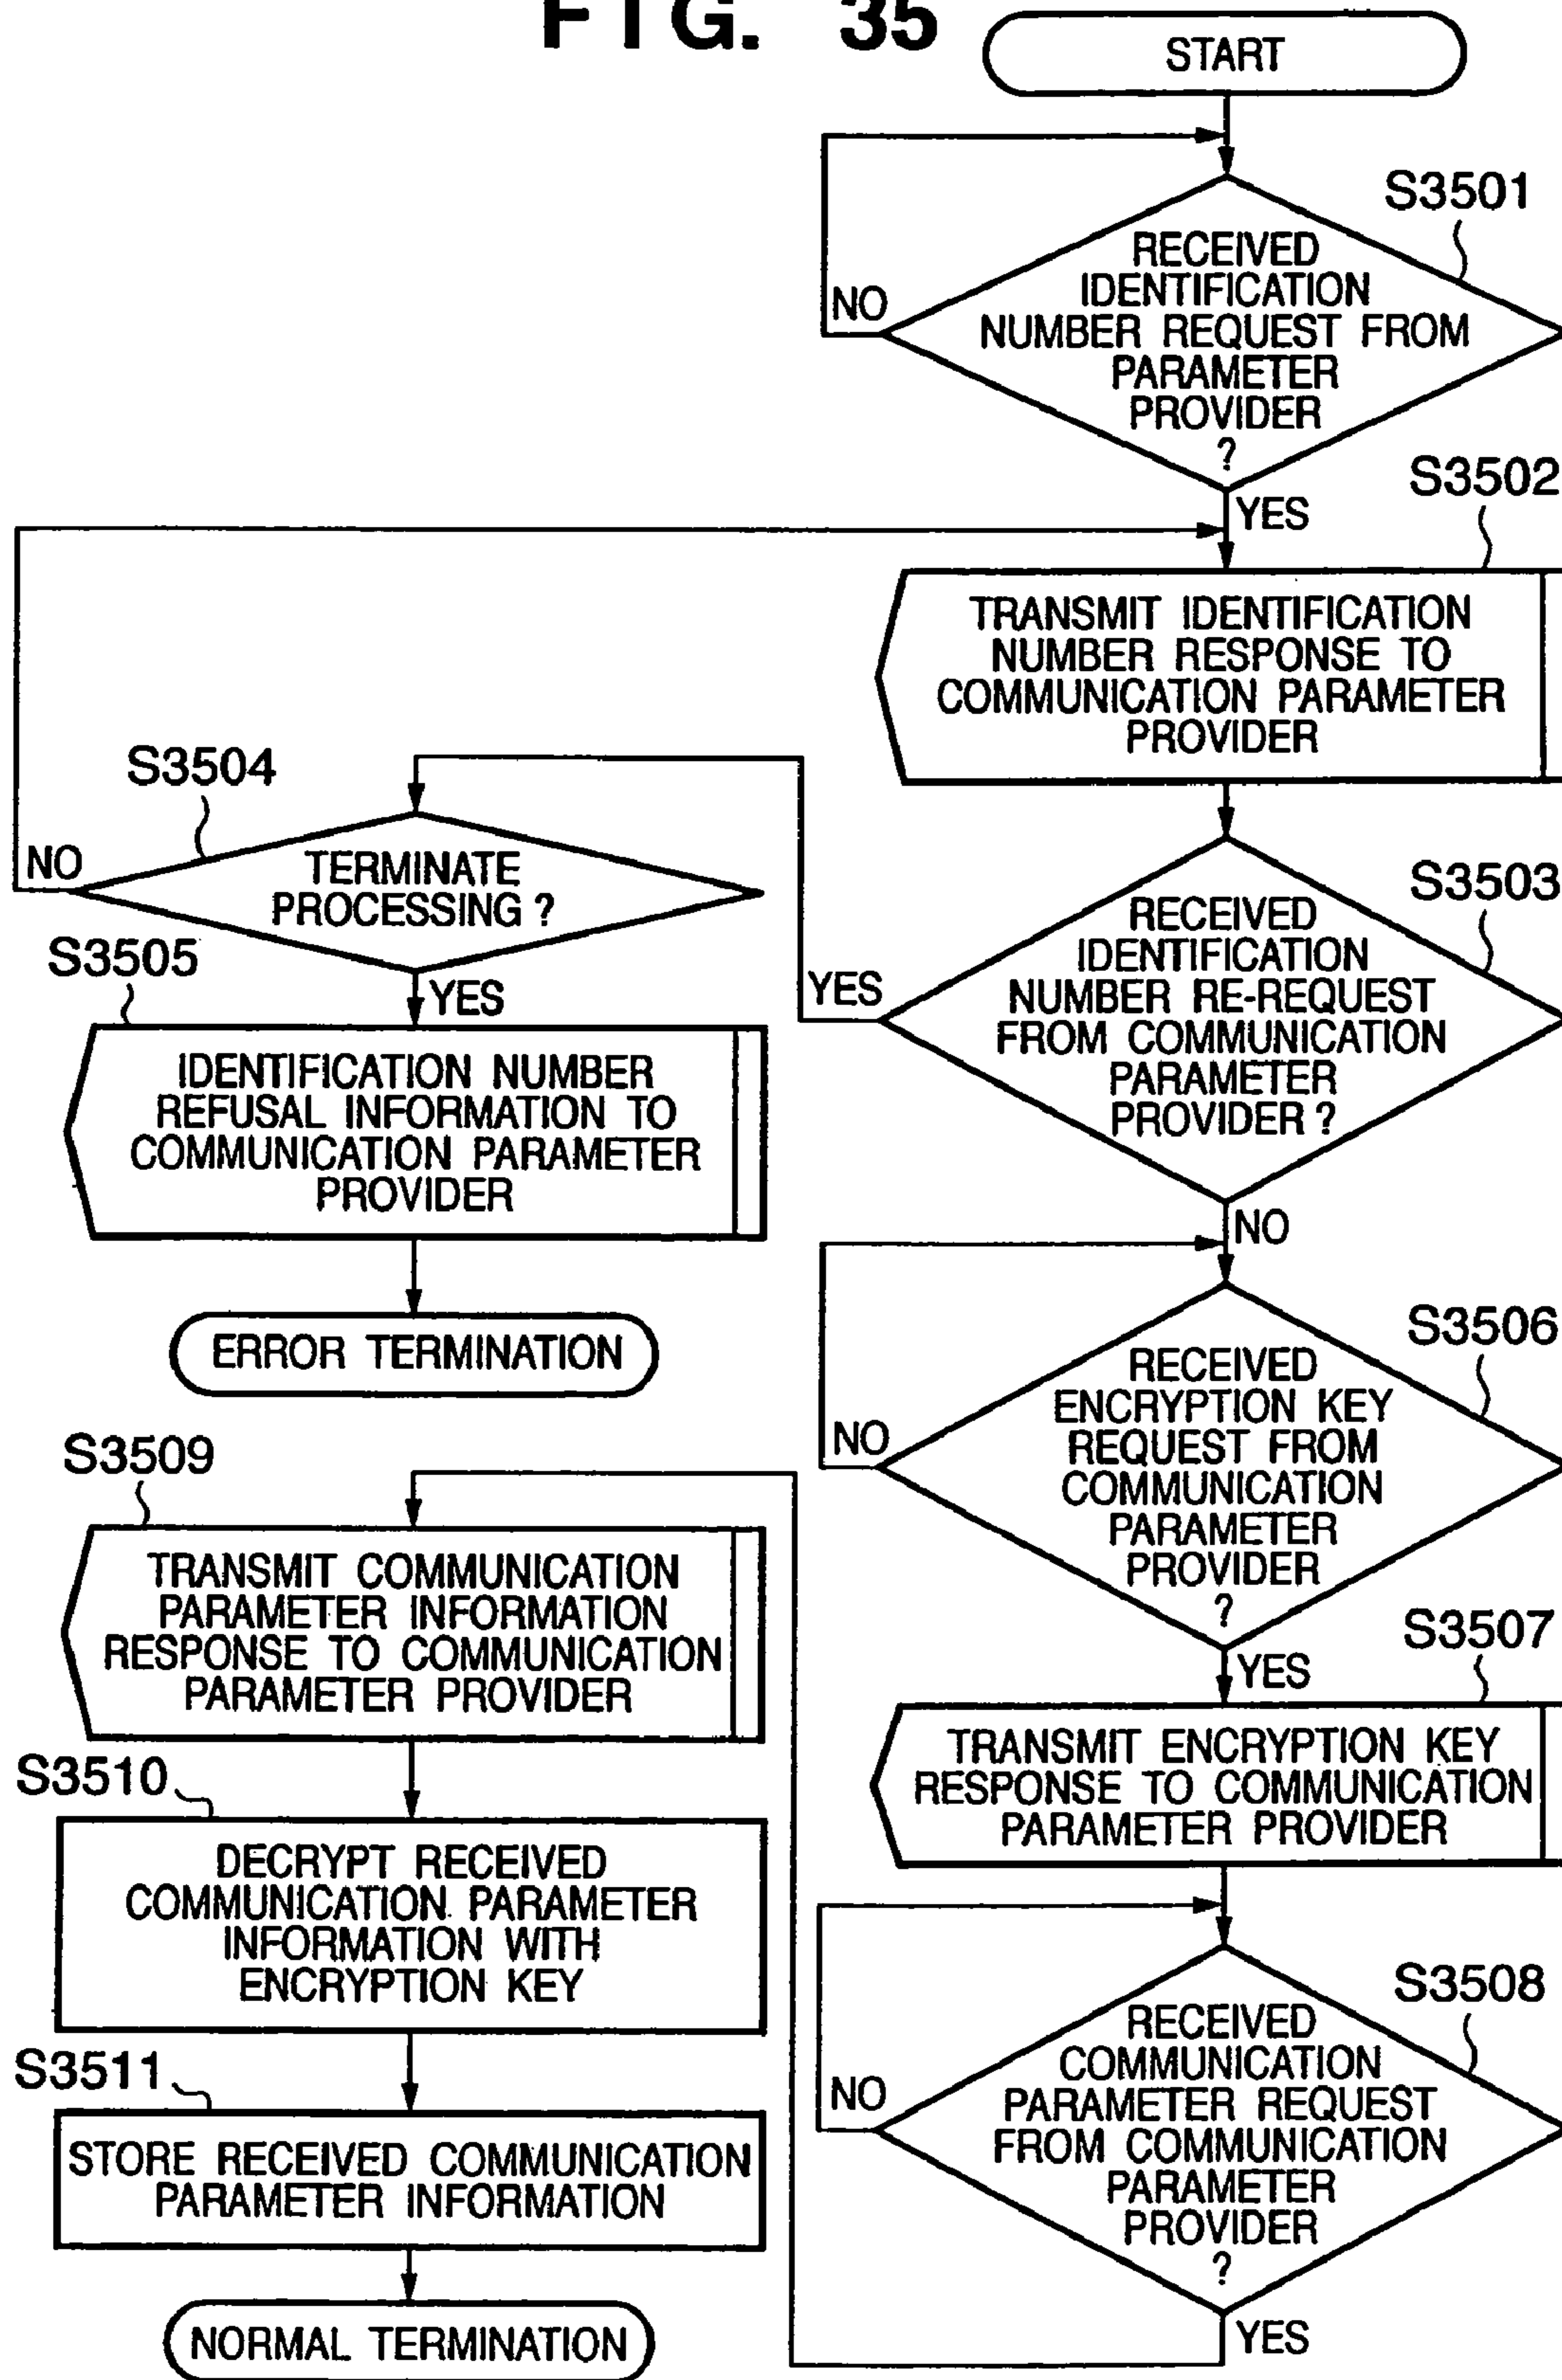 FIG. 35
START
S3501
RECEIVED
IDENTIFICATION
NUMBER REQUEST FROM
PARAMETER
PROVIDER
?
NO
YES
S3502
TRANSMIT IDENTIFICATION
NUMBER RESPONSE TO
COMMUNICATION PARAMETER
PROVIDER
S3503
RECEIVED
IDENTIFICATION
NUMBER RE-REQUEST
FROM COMMUNICATION
PARAMETER
PROVIDER ?
YES
NO
S3504
TERMINATE
PROCESSING ?
NO
YES
S3505
IDENTIFICATION NUMBER
REFUSAL INFORMATION TO
COMMUNICATION PARAMETER
PROVIDER
ERROR TERMINATION
S3506
RECEIVED
ENCRYPTION KEY
REQUEST FROM
COMMUNICATION
PARAMETER
PROVIDER
?
NO
YES
S3507
TRANSMIT ENCRYPTION KEY
RESPONSE TO COMMUNICATION
PARAMETER PROVIDER
S3508
RECEIVED
COMMUNICATION
PARAMETER REQUEST
FROM COMMUNICATION
PARAMETER
PROVIDER
?
NO
YES
S3509
TRANSMIT COMMUNICATION
PARAMETER INFORMATION
RESPONSE TO COMMUNICATION
PARAMETER PROVIDER
S3510
DECRYPT RECEIVED
COMMUNICATION PARAMETER
INFORMATION WITH
ENCRYPTION KEY
S3511
STORE RECEIVED COMMUNICATION
PARAMETER INFORMATION
NORMAL TERMINATION